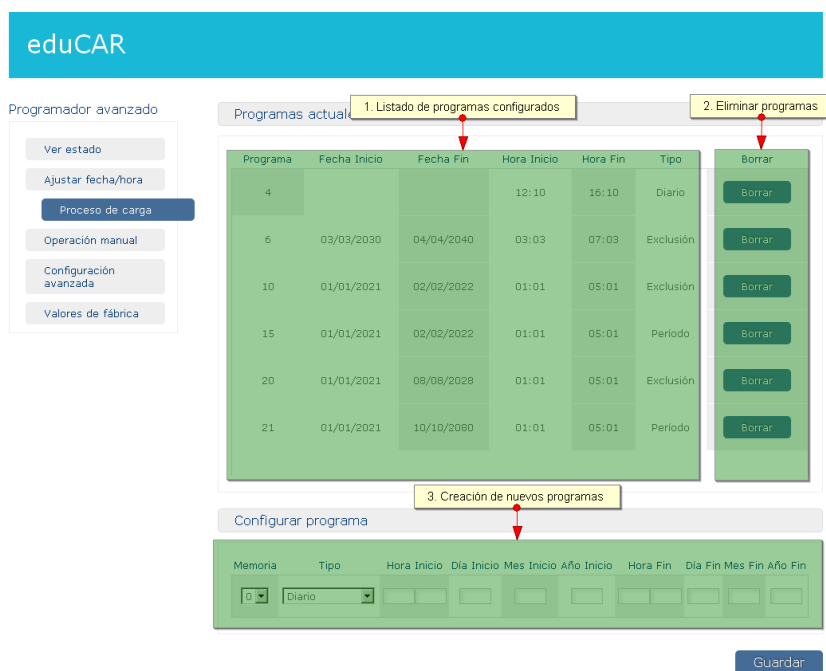 eduCAR
Programador avanzado
Ver estado
Ajustar fecha/hora
Proceso de carga
Operación manual
Configuración
avanzada
Valores de fábrica
Programas actual
1. Listado de programas configurados
2. Eliminar programas
Programa Fecha Inicio Fecha Fin Hora Inicio Hora Fin Tipo Borrar
4 12:10 16:10 Diario Borrar
6 03/03/2030 04/04/2040 03:03 07:03 Exclusión Borrar
10 01/01/2021 02/02/2022 01:01 05:01 Exclusión Borrar
15 01/01/2021 02/02/2022 01:01 05:01 Período Borrar
20 01/01/2021 08/08/2028 01:01 05:01 Exclusión Borrar
21 01/01/2021 10/10/2080 01:01 05:01 Período Borrar
3. Creación de nuevos programas
Configurar programa
Memoria Tipo Hora Inicio Día Inicio Mes Inicio Año Inicio Hora Fin Día Fin Mes Fin Año Fin
0 Diario
Guardar